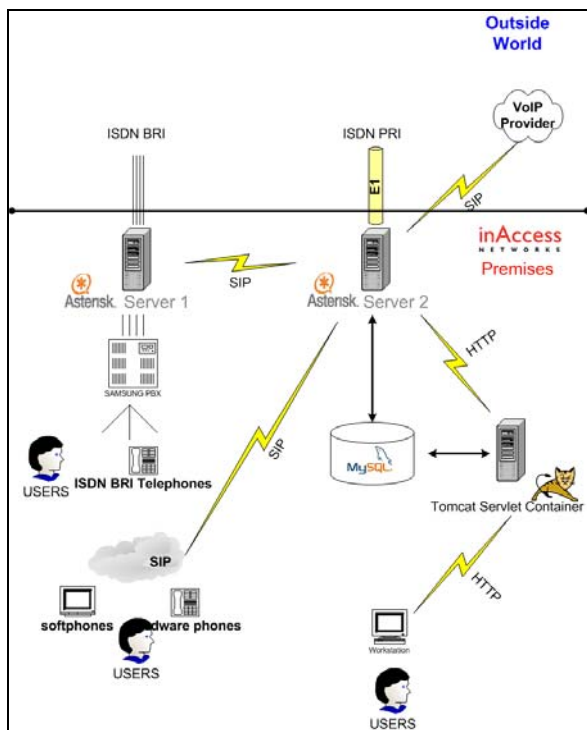 Outside
World
VoIP
Provider
ISDN BRI
ISDN PRI
E1
SIP
inAccess
NETWORKS
Premises
SIP
Asterisk Server 1
Asterisk Server 2
HTTP
SAMSUNG PBX
SIP
MySQL
USERS
ISDN BRI Telephones
Tomcat Servlet Container
SIP
HTTP
softphones
dware phones
USERS
Workstation
USERS